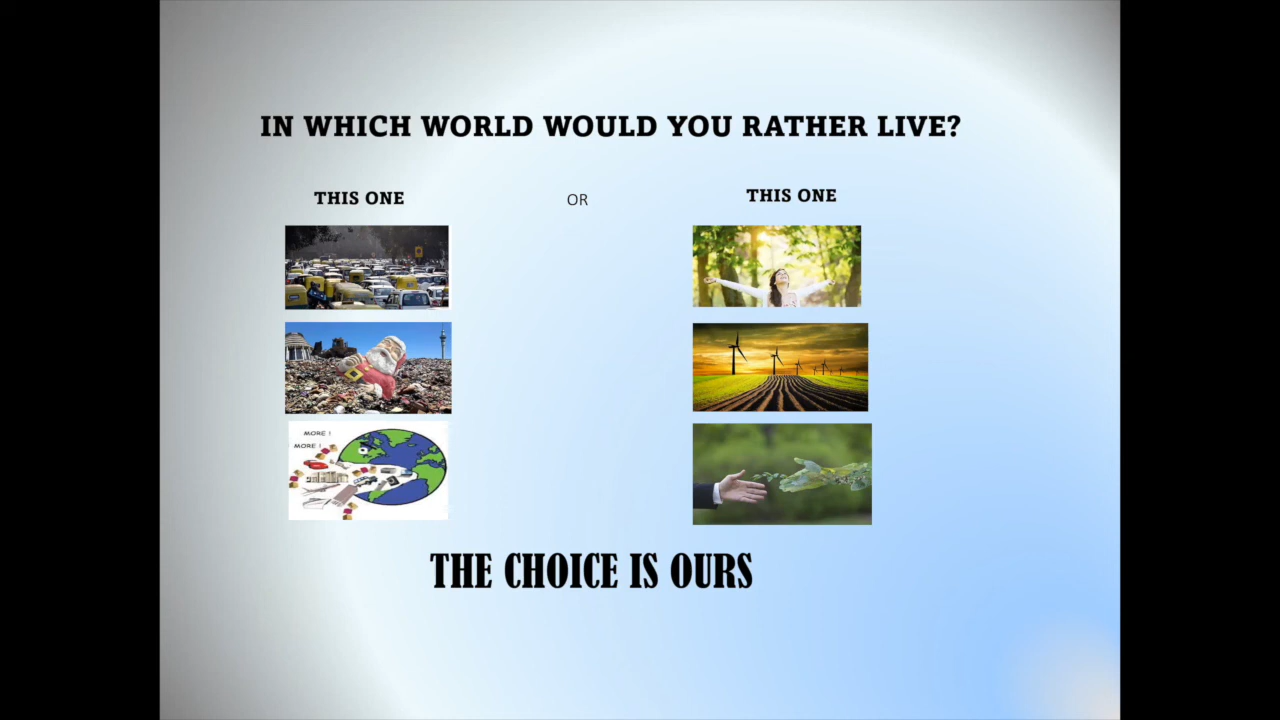 IN WHICH WORLD WOULD YOU RATHER LIVE?
THIS ONE
OR
THIS ONE
MORE !
MORE !
THE CHOICE IS OURS